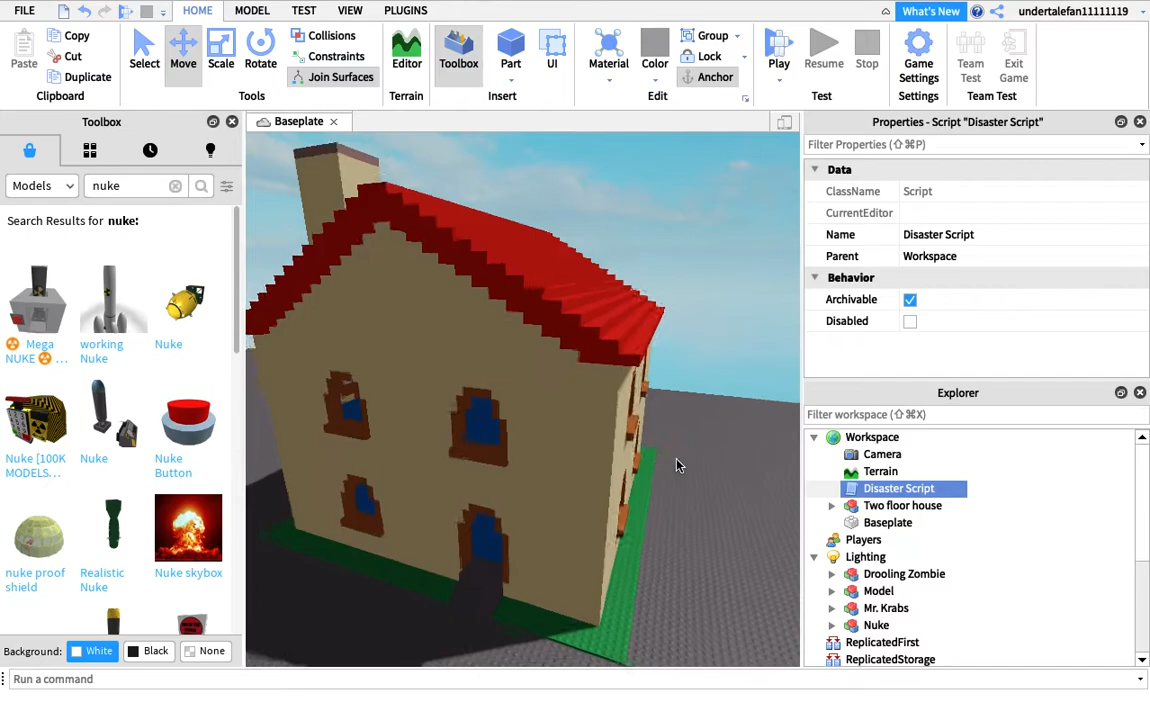 FILE HOME MODEL TEST VIEW PLUGINS What's New undertalefan11111119
Paste Copy Cut Duplicate Select Move Scale Rotate Collisions Constraints Join Surfaces Editor Toolbox Part UI Material Color Group Lock Anchor Play Resume Stop Game Settings Team Test Exit Game
Clipboard Tools Terrain Insert Edit Test Settings Team Test
Toolbox
Models
nuke
Search Results for nuke:
Mega NUKE ...
working Nuke
Nuke
Nuke [100K MODELS...
Nuke
Nuke Button
nuke proof shield
Realistic Nuke
Nuke skybox
Background: White Black None
Baseplate
Properties - Script "Disaster Script"
Filter Properties (⇧⌘P)
Data
ClassName Script
CurrentEditor
Name Disaster Script
Parent Workspace
Behavior
Archivable
Disabled
Explorer
Filter workspace (⇧⌘X)
Workspace
Camera
Terrain
Disaster Script
Two floor house
Baseplate
Players
Lighting
Drooling Zombie
Model
Mr. Krabs
Nuke
ReplicatedFirst
ReplicatedStorage
Run a command